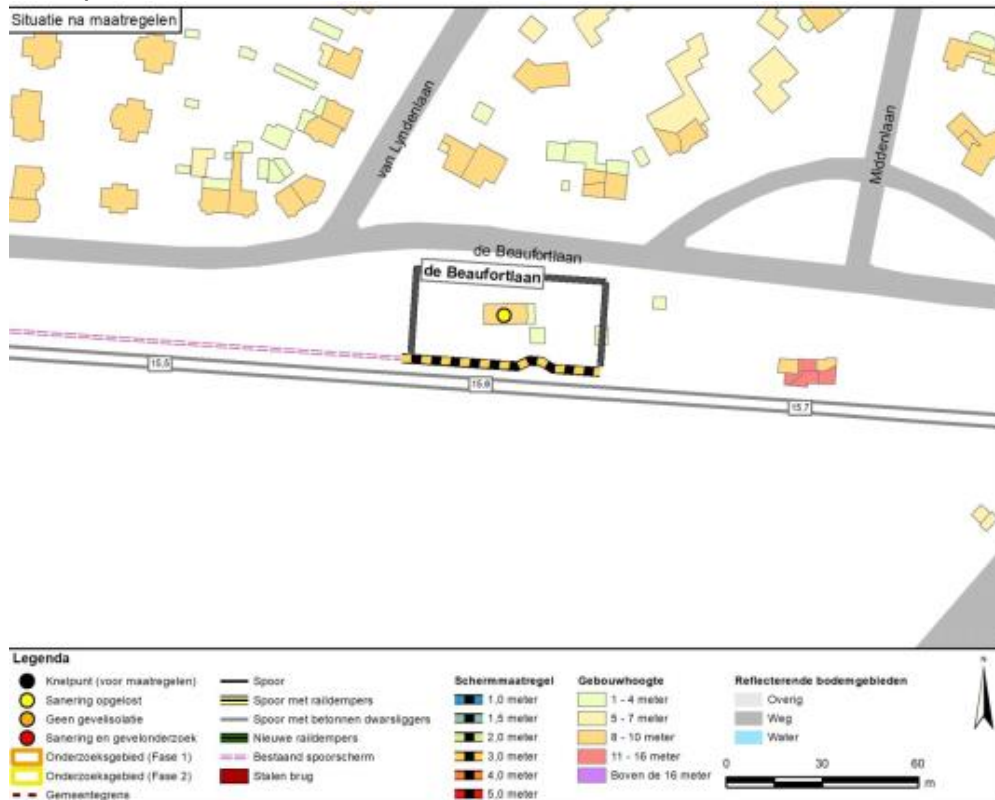 Situatie na maatregelen
van Lyndenlaan
Middenlaan
de Beaufortlaan
de Beaufortlaan
15,5
15,6
15,7
Legenda
Knelpunt (voor maatregelen)
Sanering opgelost
Geen gevelisolatie
Sanering en gevelonderzoek
Onderzoeksgebied (Fase 1)
Onderzoeksgebied (Fase 2)
Gemeentegrens
Spoor
Spoor met raildempers
Spoor met betonnen dwarsliggers
Nieuwe raildempers
Bestaand spoorscherm
Stalen brug
Schermmaatregel
1,0 meter
1,5 meter
2,0 meter
3,0 meter
4,0 meter
5,0 meter
Gebouwhoogte
1 - 4 meter
5 - 7 meter
8 - 10 meter
11 - 16 meter
Boven de 16 meter
Reflecterende bodemgebieden
Overig
Weg
Water
N
0 30 60
m